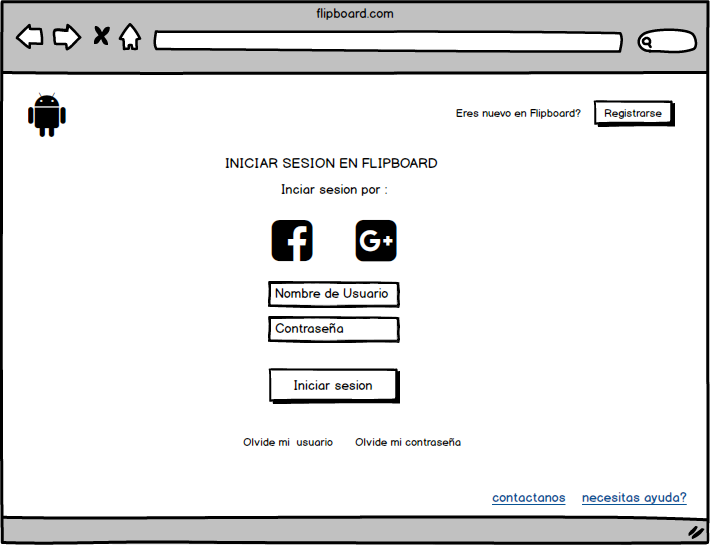 flipboard.com
Eres nuevo en Flipboard? Registrarse
INICIAR SESION EN FLIPBOARD
Inciar sesion por :
G+
Nombre de Usuario
Contraseña
Iniciar sesion
Olvide mi usuario Olvide mi contraseña
contactanos necesitas ayuda?